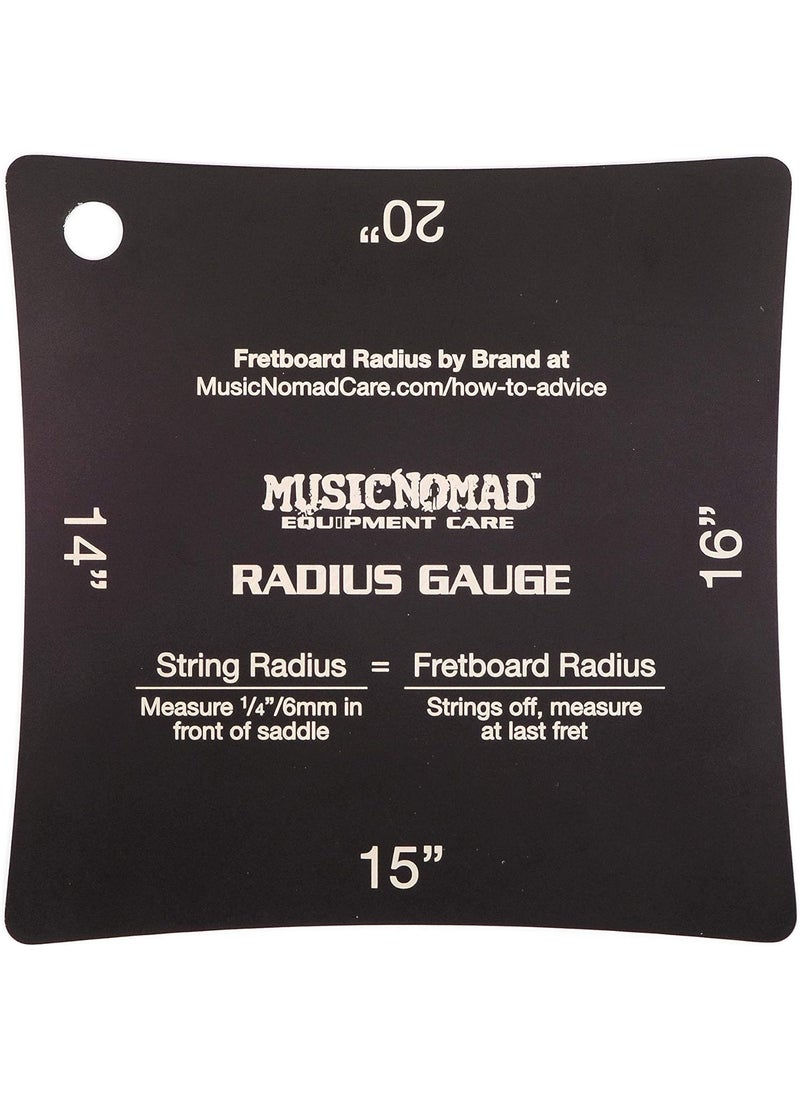 20”
Fretboard Radius by Brand at
MusicNomadCare.com/how-to-advice
MUSICNOMAD™
EQUIPMENT CARE
RADIUS GAUGE
14”
16”
String Radius = Fretboard Radius
Measure 1/4”/6mm in
front of saddle
Strings off, measure
at last fret
15”